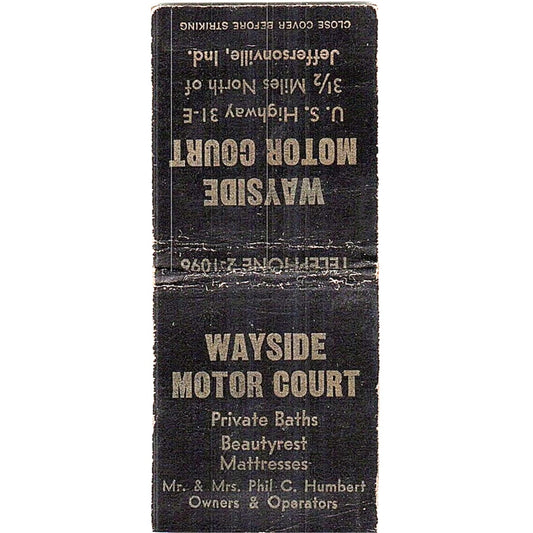 CLOSE COVER BEFORE STRIKING
WAYSIDE
MOTOR COURT
U. S. Highway 31-E
3½ Miles North of
Jeffersonville, Ind.
TELEPHONE 2-1096
WAYSIDE
MOTOR COURT
Private Baths
Beautyrest
Mattresses
Mr. & Mrs. Phil C. Humbert
Owners & Operators